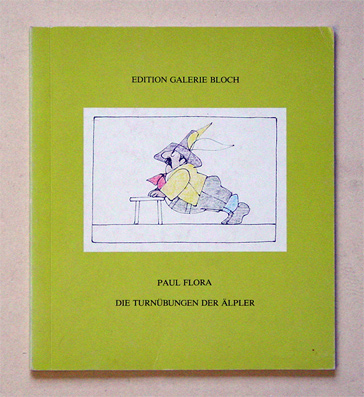 EDITION GALERIE BLOCH
PAUL FLORA
DIE TURNÜBUNGEN DER ÄLPLER